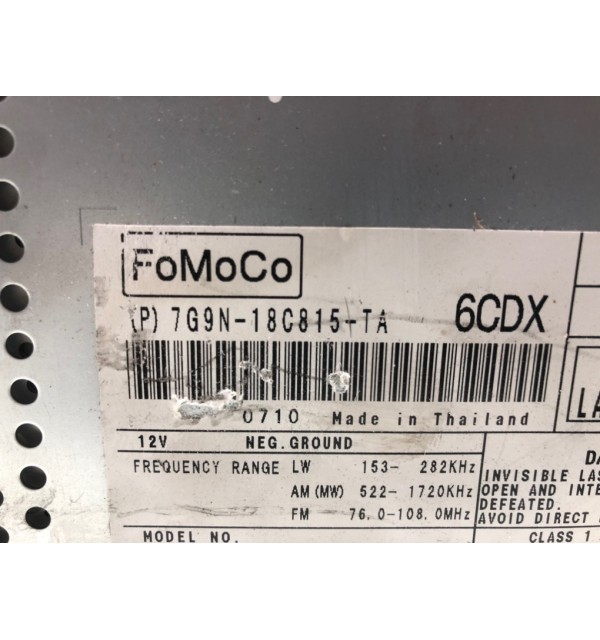 FoMoCo
(P) 7G9N-18C815-TA 6CDX
0710 Made in Thailand
LA
12V NEG.GROUND
FREQUENCY RANGE LW 153- 282KHz
AM(MW) 522- 1720KHz
FM 76.0-108.0MHz
MODEL NO.
DA
INVISIBLE LAS
OPEN AND INTE
DEFEATED.
AVOID DIRECT
CLASS 1